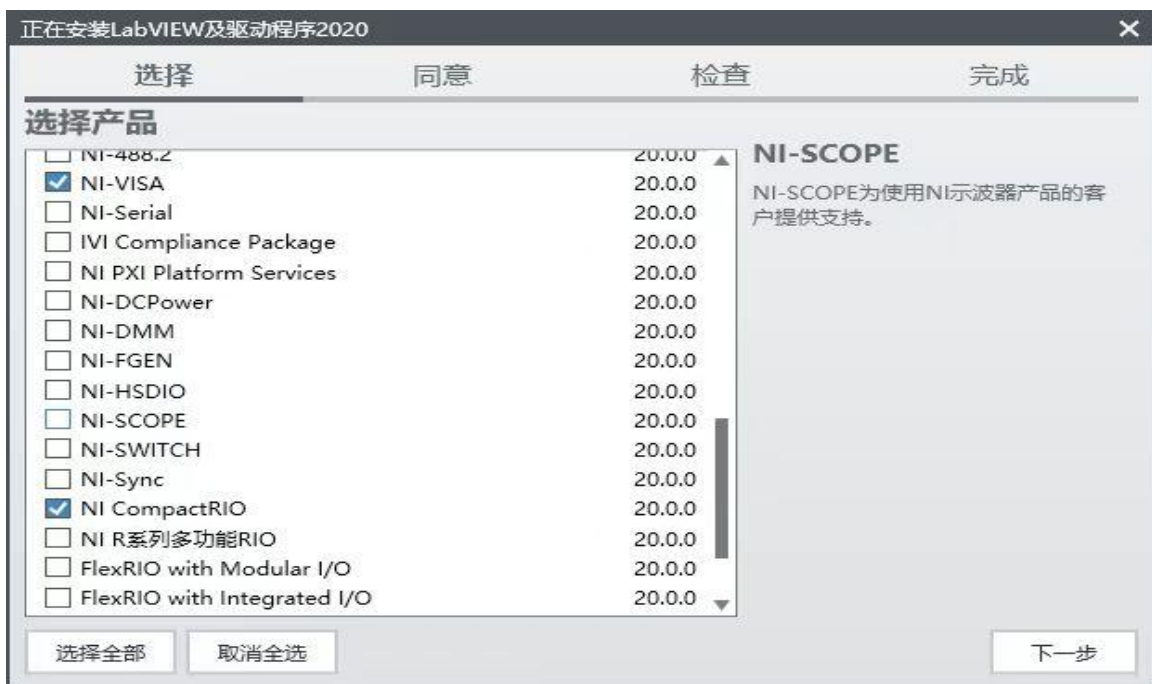 正在安装LabVIEW及驱动程序2020
选择 同意 检查 完成
选择产品
NI-488.2 20.0.0
NI-VISA 20.0.0
NI-Serial 20.0.0
IVI Compliance Package 20.0.0
NI PXI Platform Services 20.0.0
NI-DCPower 20.0.0
NI-DMM 20.0.0
NI-FGEN 20.0.0
NI-HSDIO 20.0.0
NI-SCOPE 20.0.0
NI-SWITCH 20.0.0
NI-Sync 20.0.0
NI CompactRIO 20.0.0
NI R系列多功能RIO 20.0.0
FlexRIO with Modular I/O 20.0.0
FlexRIO with Integrated I/O 20.0.0
NI-SCOPE
NI-SCOPE为使用NI示波器产品的客
户提供支持。
选择全部 取消全选 下一步